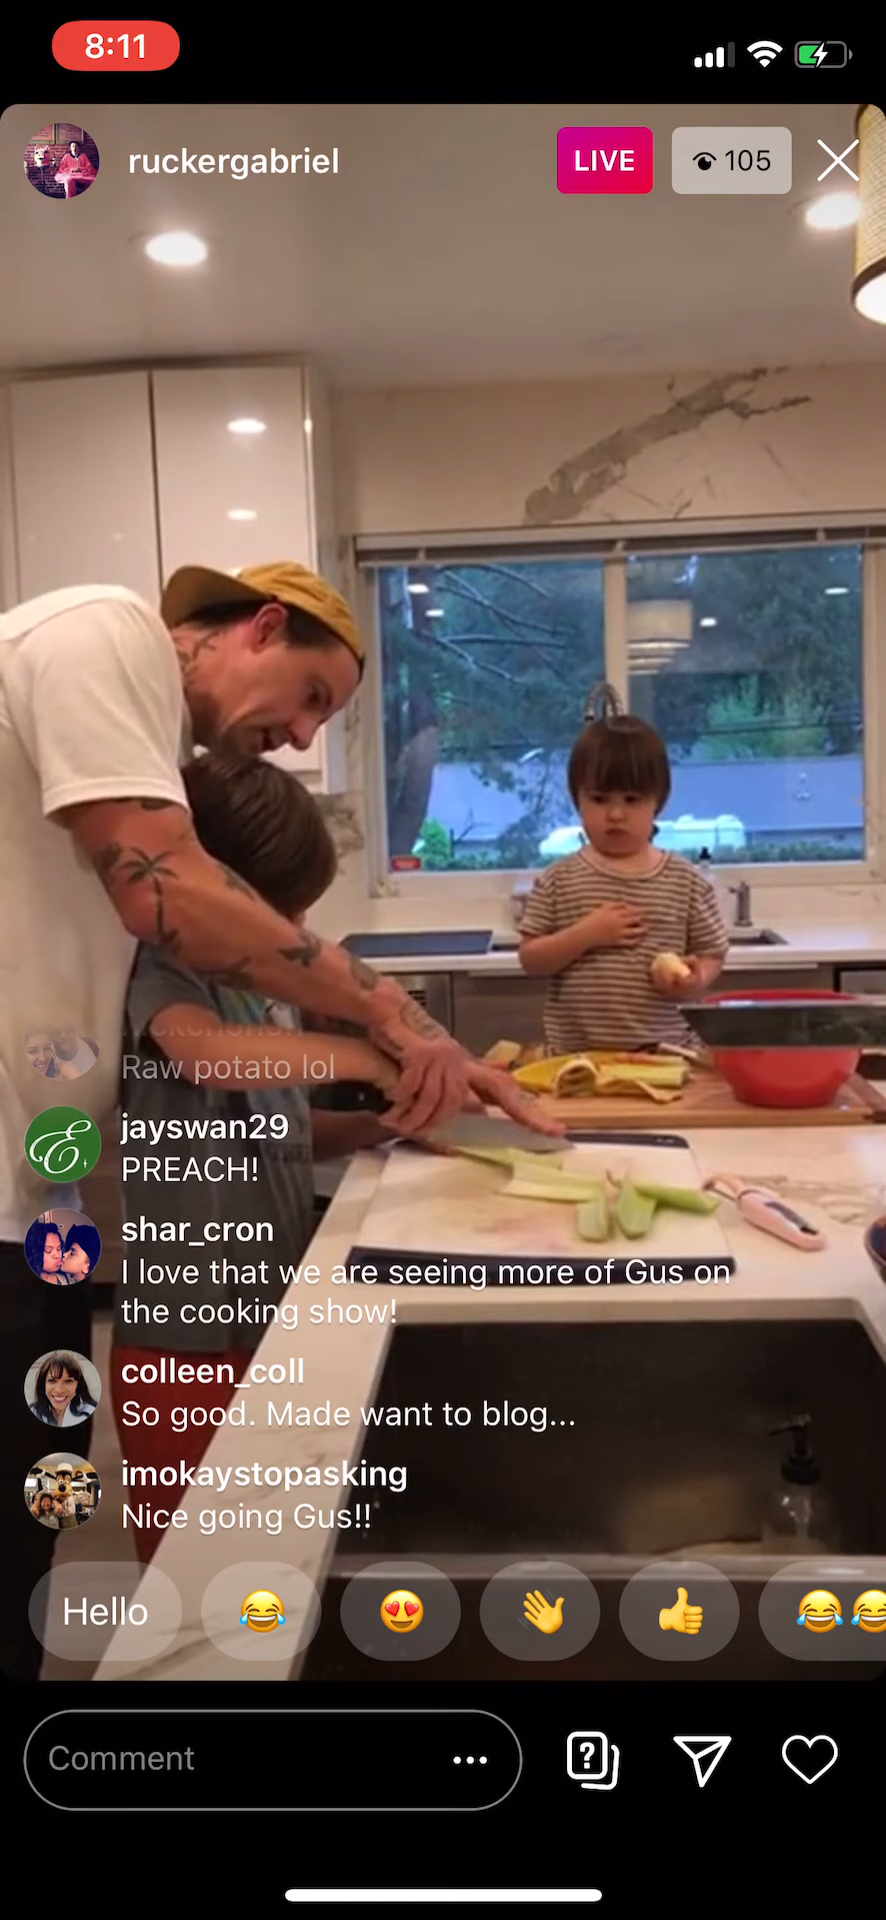 8:11
ruckergabriel
LIVE
105
Raw potato lol
jayswan29
PREACH!
shar_cron
I love that we are seeing more of Gus on
the cooking show!
colleen_coll
So good. Made want to blog...
imokaystopasking
Nice going Gus!!
Hello
Comment